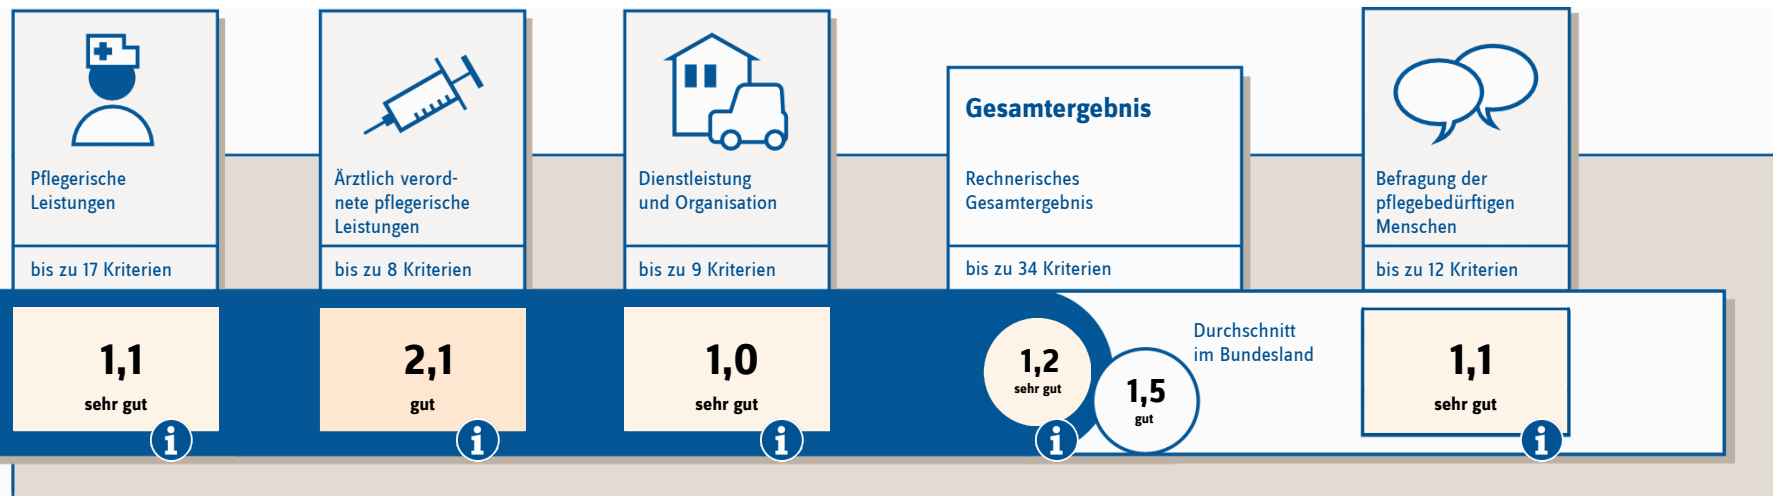 Pflegerische
Leistungen
bis zu 17 Kriterien
1,1
sehr gut
i
Ärztlich verord-
nete pflegerische
Leistungen
bis zu 8 Kriterien
2,1
gut
i
Dienstleistung
und Organisation
bis zu 9 Kriterien
1,0
sehr gut
i
Gesamtergebnis
Rechnerisches
Gesamtergebnis
bis zu 34 Kriterien
1,2
sehr gut
i
1,5
gut
Durchschnitt
im Bundesland
Befragung der
pflegebedürftigen
Menschen
bis zu 12 Kriterien
1,1
sehr gut
i